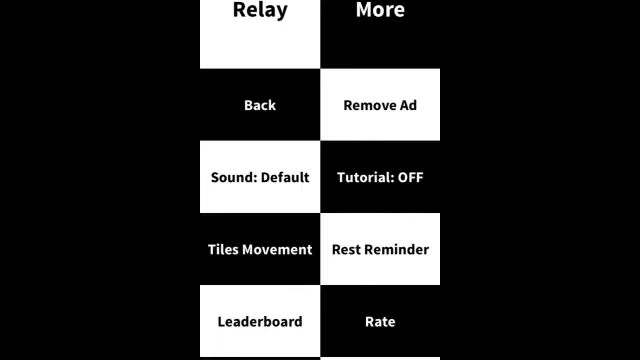 Relay
More
Back
Remove Ad
Sound: Default
Tutorial: OFF
Tiles Movement
Rest Reminder
Leaderboard
Rate